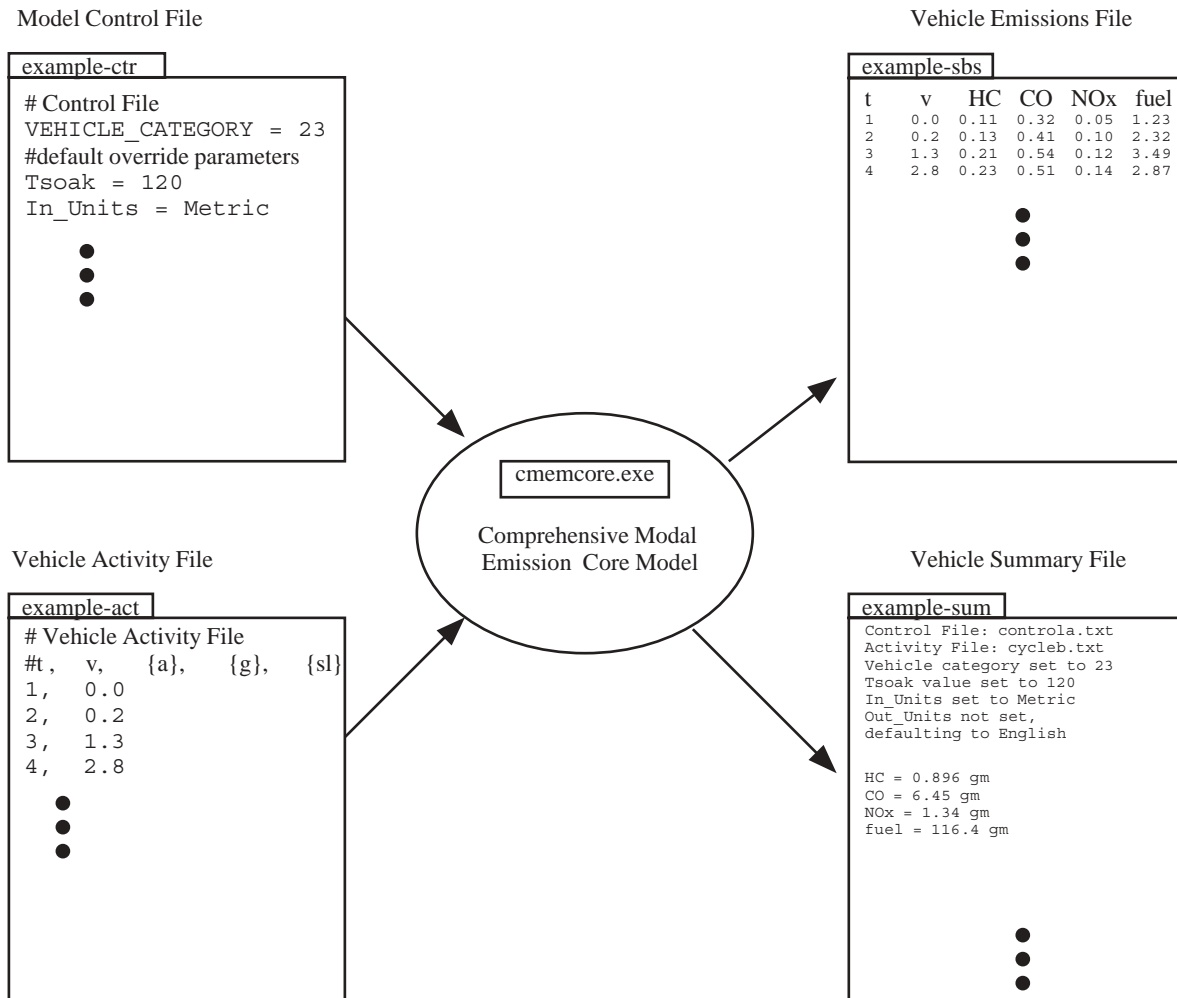 Model Control File
example-ctr
# Control File
VEHICLE_CATEGORY = 23
#default override parameters
Tsoak = 120
In_Units = Metric
Vehicle Emissions File
example-sbs
t v HC CO NOx fuel
1 0.0 0.11 0.32 0.05 1.23
2 0.2 0.13 0.41 0.10 2.32
3 1.3 0.21 0.54 0.12 3.49
4 2.8 0.23 0.51 0.14 2.87
cmemcore.exe
Comprehensive Modal
Emission Core Model
Vehicle Activity File
example-act
# Vehicle Activity File
#t , v, {a}, {g}, {sl}
1, 0.0
2, 0.2
3, 1.3
4, 2.8
Vehicle Summary File
example-sum
Control File: controla.txt
Activity File: cycleb.txt
Vehicle category set to 23
Tsoak value set to 120
In_Units set to Metric
Out_Units not set,
defaulting to English
HC = 0.896 gm
CO = 6.45 gm
NOx = 1.34 gm
fuel = 116.4 gm